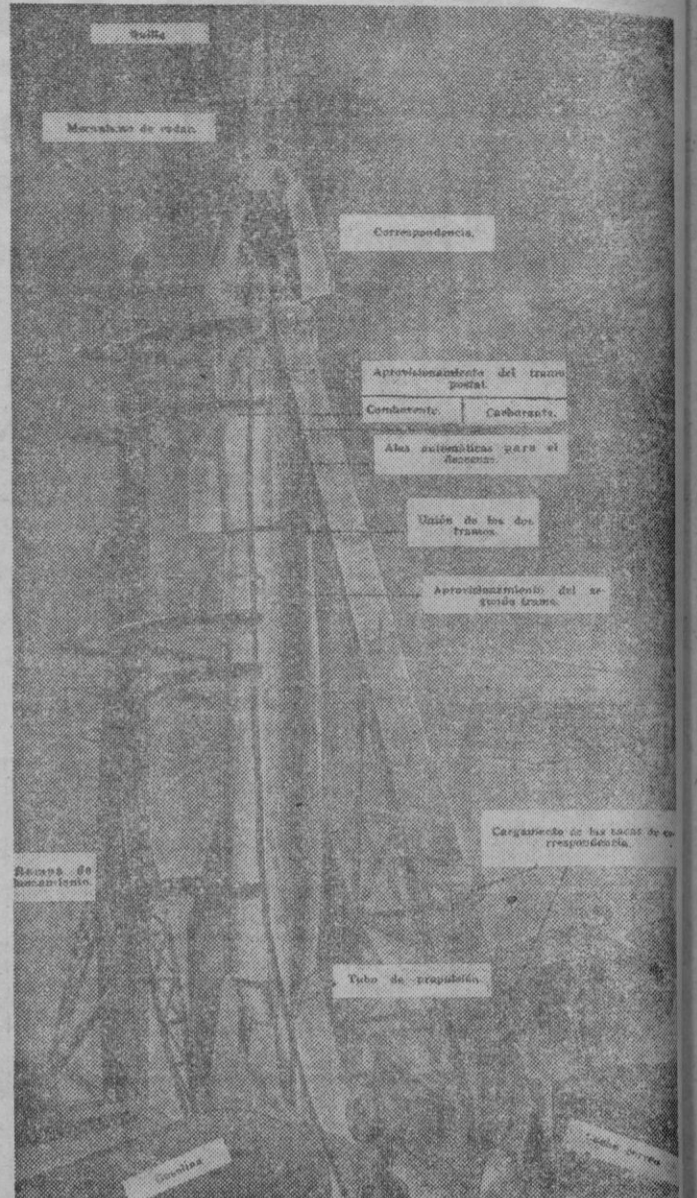 Quilla
Mecanismo de
Correspondencia.
Aprovisionamiento del tramo
postal.
Comburente. Carburante.
Alas automáticas para el
descenso.
Unión de los dos
tramos.
Aprovisionamiento del se-
gundo tramo.
Cargamento de las sacas de co-
rrespondencia.
Rampa de
lanzamiento.
Tubo de propulsión.
Gasolina
Coche correo